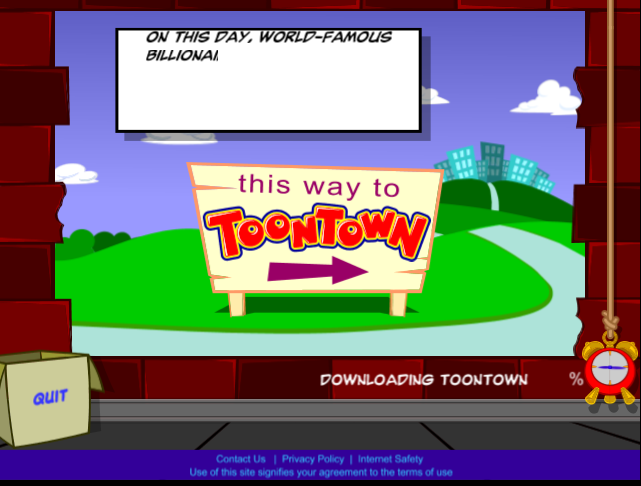 ON THIS DAY, WORLD-FAMOUS
BILLIONAI
this way to
TOONTOWN
DOWNLOADING TOONTOWN %
QUIT
Contact Us | Privacy Policy | Internet Safety
Use of this site signifies your agreement to the terms of use